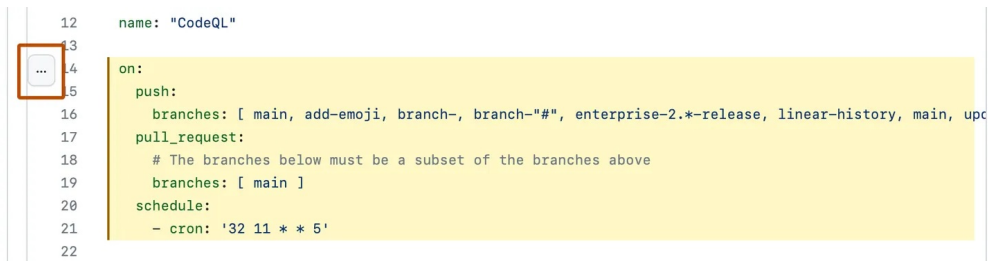 12 name: "CodeQL"
13
... 14 on:
15 push:
16 branches: [ main, add-emoji, branch-, branch-"#", enterprise-2.*-release, linear-history, main, upd
17 pull_request:
18 # The branches below must be a subset of the branches above
19 branches: [ main ]
20 schedule:
21 - cron: '32 11 * * 5'
22